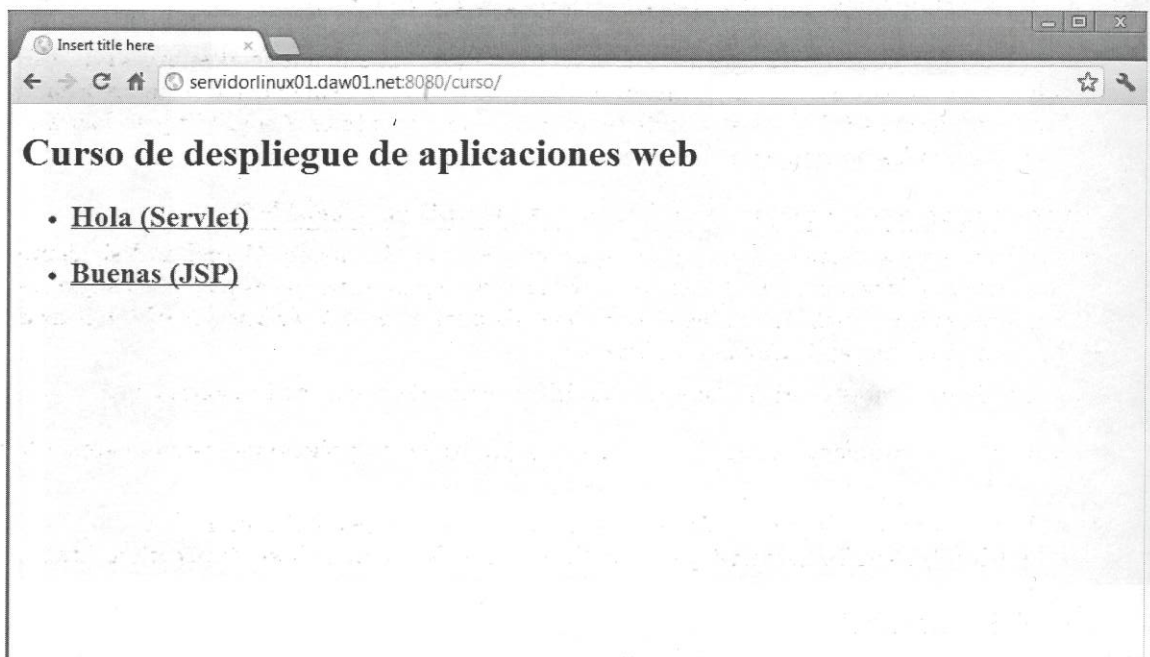 Insert title here
servidorlinux01.daw01.net:8080/curso/
Curso de despliegue de aplicaciones web
• Hola (Servlet)
• Buenas (JSP)